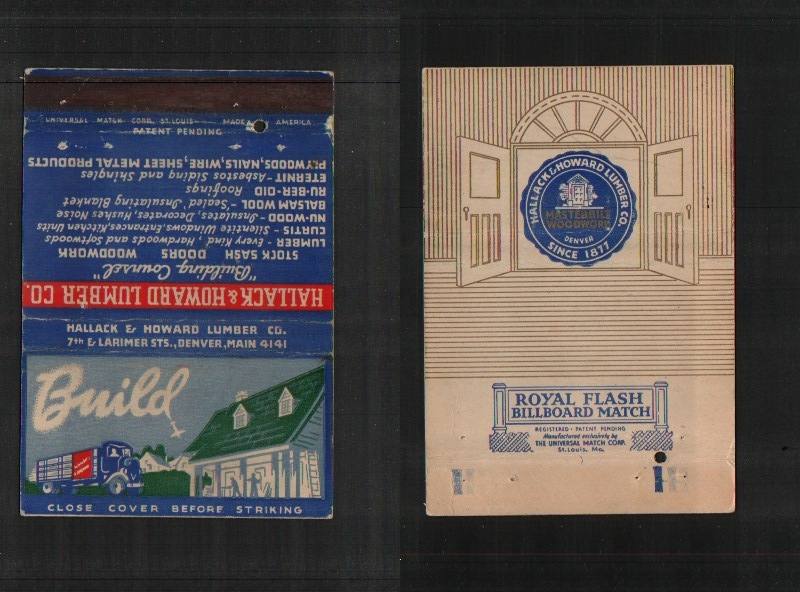 UNIVERSAL MATCH CORP. ST. LOUIS MADE AMERICA
PATENT PENDING
HALLACK & HOWARD LUMBER CO.
"Building Counsel"
STOCK SASH DOORS WOODWORK
LUMBER - Every Kind, Hardwoods and Softwoods
CURTIS - Silentite Windows, Entrances, Kitchen Units
NU-WOOD - Insulates, Decorates, Hushes Noise
BALSAM WOOL - Sealed Insulating Blanket
RU-BER-OID Roofings
ETERNIT - Asbestos Siding and Shingles
PLYWOODS, NAILS, WIRE, SHEET METAL PRODUCTS
HALLACK & HOWARD LUMBER CO.
7th & LARIMER STS., DENVER, MAIN 4141
Build
CLOSE COVER BEFORE STRIKING
HALLACK & HOWARD LUMBER CO.
MASTERBILT
WOODWORK
DENVER
SINCE 1877
ROYAL FLASH
BILLBOARD MATCH
REGISTERED - PATENT PENDING
Manufactured exclusively by
THE UNIVERSAL MATCH CORP.
St. Louis, Mo.